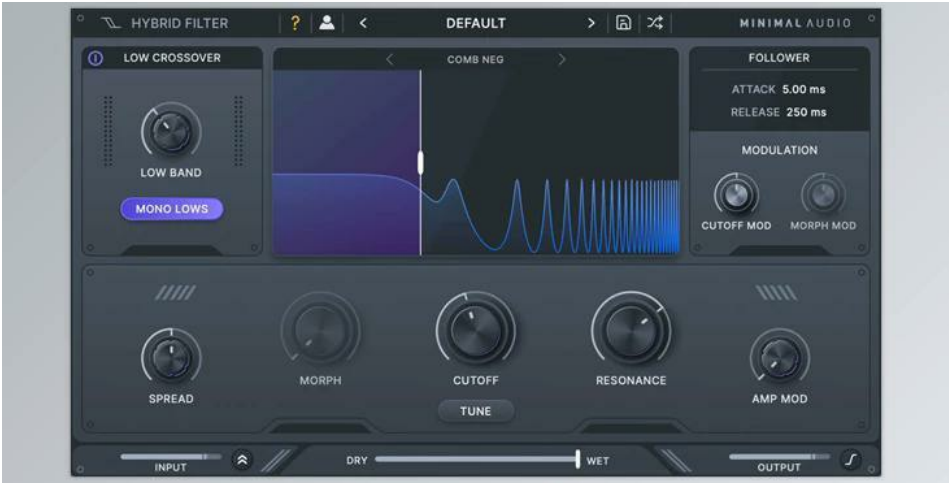 HYBRID FILTER
?
DEFAULT
MINIMAL AUDIO
LOW CROSSOVER
LOW BAND
MONO LOWS
COMB NEG
FOLLOWER
ATTACK 5.00 ms
RELEASE 250 ms
MODULATION
CUTOFF MOD
MORPH MOD
SPREAD
MORPH
CUTOFF
TUNE
RESONANCE
AMP MOD
INPUT
DRY
WET
OUTPUT